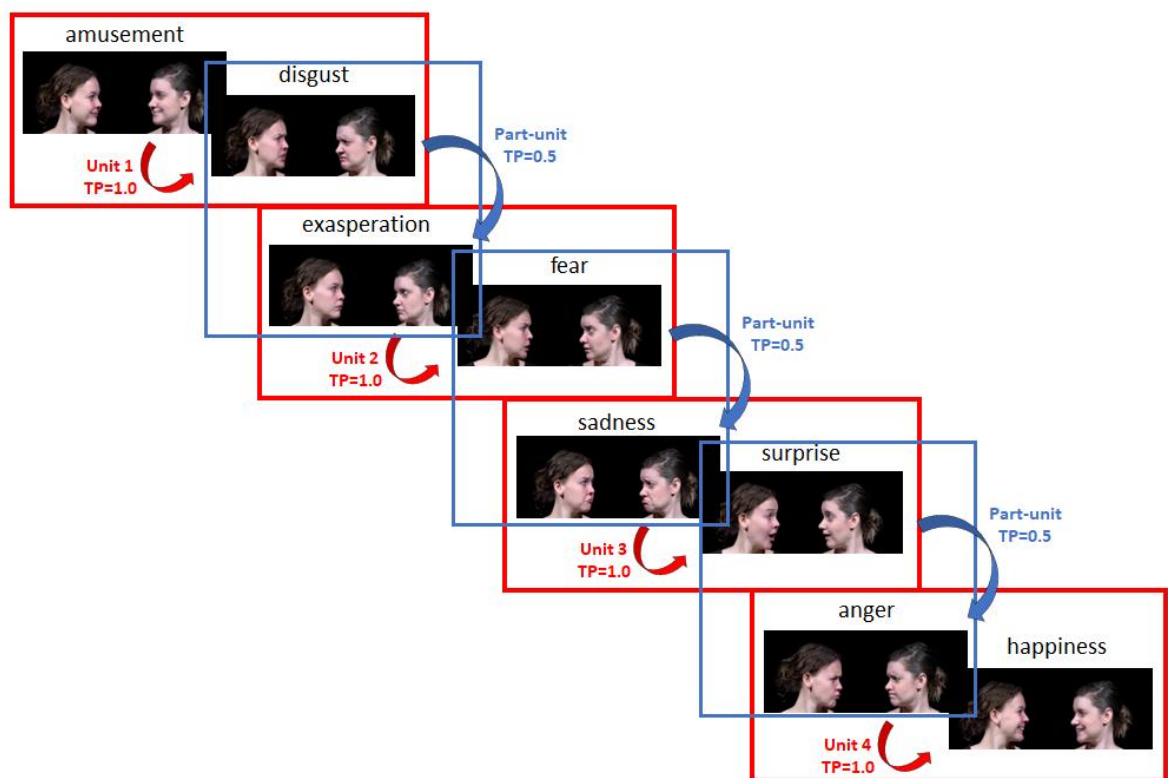 amusement
disgust
Unit 1
TP=1.0
Part-unit
TP=0.5
exasperation
fear
Unit 2
TP=1.0
Part-unit
TP=0.5
sadness
surprise
Unit 3
TP=1.0
Part-unit
TP=0.5
anger
happiness
Unit 4
TP=1.0